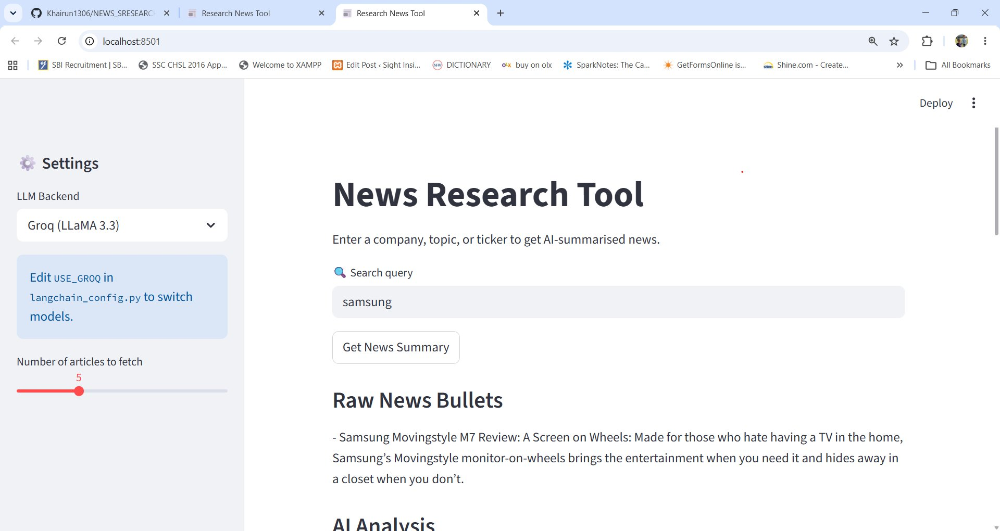 Khairun1306/NEWS_SRESEARCH
Research News Tool
Research News Tool
localhost:8501
SBI Recruitment | SB...
SSC CHSL 2016 App...
Welcome to XAMPP
Edit Post ‹ Sight Insi...
DICTIONARY
buy on olx
SparkNotes: The Ca...
GetFormsOnline is...
Shine.com - Create...
All Bookmarks
Deploy
Settings
LLM Backend
Groq (LLaMA 3.3)
Edit USE_GROQ in
langchain_config.py to switch
models.
Number of articles to fetch
5
News Research Tool
Enter a company, topic, or ticker to get AI-summarised news.
Search query
samsung
Get News Summary
Raw News Bullets
- Samsung Movingstyle M7 Review: A Screen on Wheels: Made for those who hate having a TV in the home,
Samsung’s Movingstyle monitor-on-wheels brings the entertainment when you need it and hides away in
a closet when you don’t.
AI Analysis